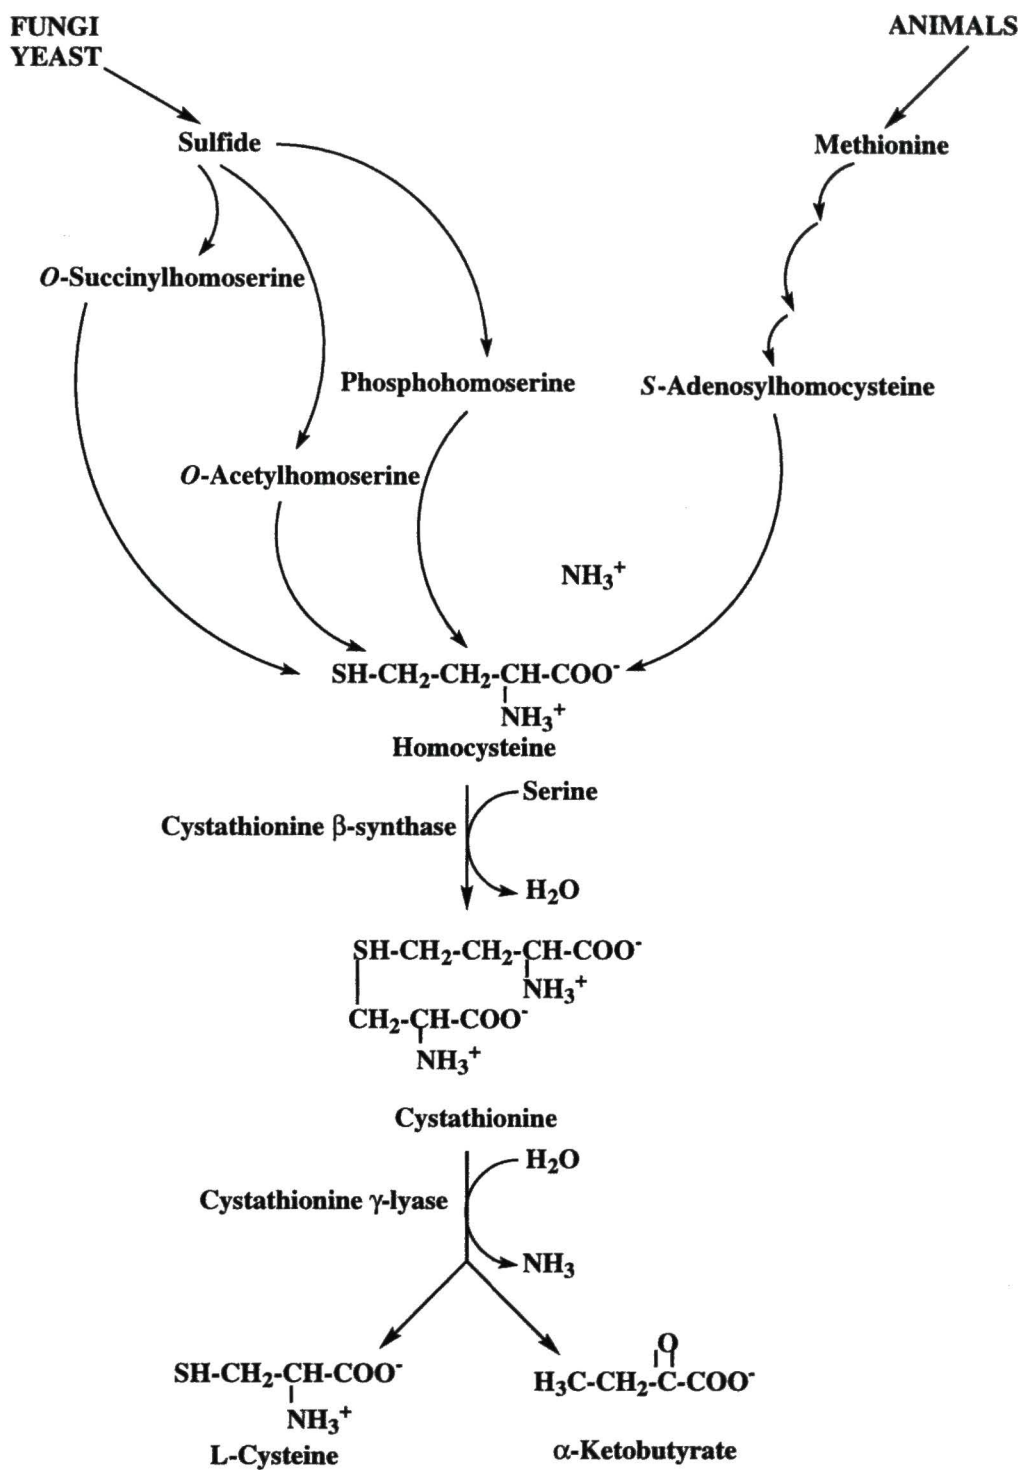 FUNGI
YEAST
ANIMALS
Sulfide
Methionine
O-Succinylhomoserine
Phosphohomoserine
S-Adenosylhomocysteine
O-Acetylhomoserine
NH₃⁺
SH-CH₂-CH₂-CH-COO⁻
NH₃⁺
Homocysteine
Serine
Cystathionine β-synthase
H₂O
SH-CH₂-CH₂-CH-COO⁻
NH₃⁺
CH₂-CH-COO⁻
NH₃⁺
Cystathionine
H₂O
Cystathionine γ-lyase
NH₃
O
SH-CH₂-CH-COO⁻
H₃C-CH₂-C-COO⁻
NH₃⁺
L-Cysteine
α-Ketobutyrate